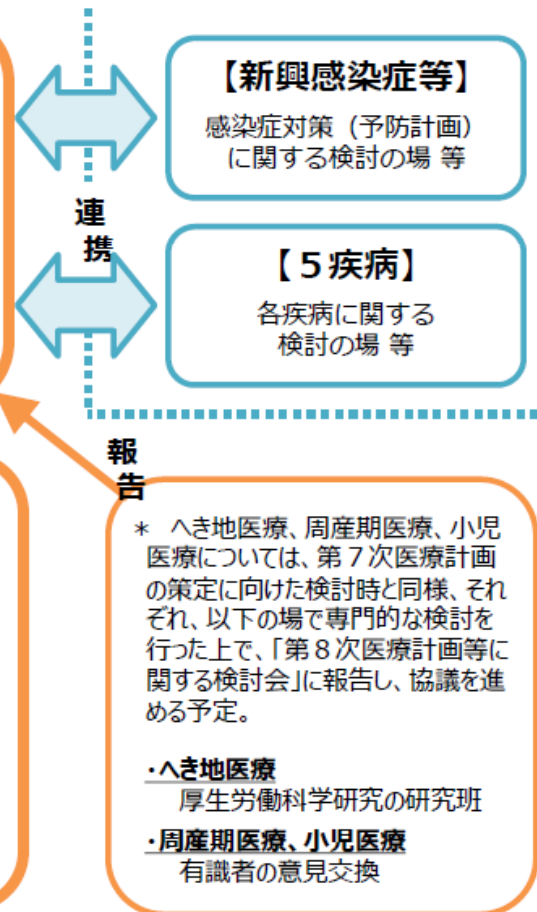 【新興感染症等】
感染症対策（予防計画）
に関する検討の場 等
連
携
【５疾病】
各疾病に関する
検討の場 等
報
告
* へき地医療、周産期医療、小児
医療については、第７次医療計画
の策定に向けた検討時と同様、それ
ぞれ、以下の場で専門的な検討を
行った上で、「第８次医療計画等に
関する検討会」に報告し、協議を進
める予定。
・へき地医療
厚生労働科学研究の研究班
・周産期医療、小児医療
有識者の意見交換